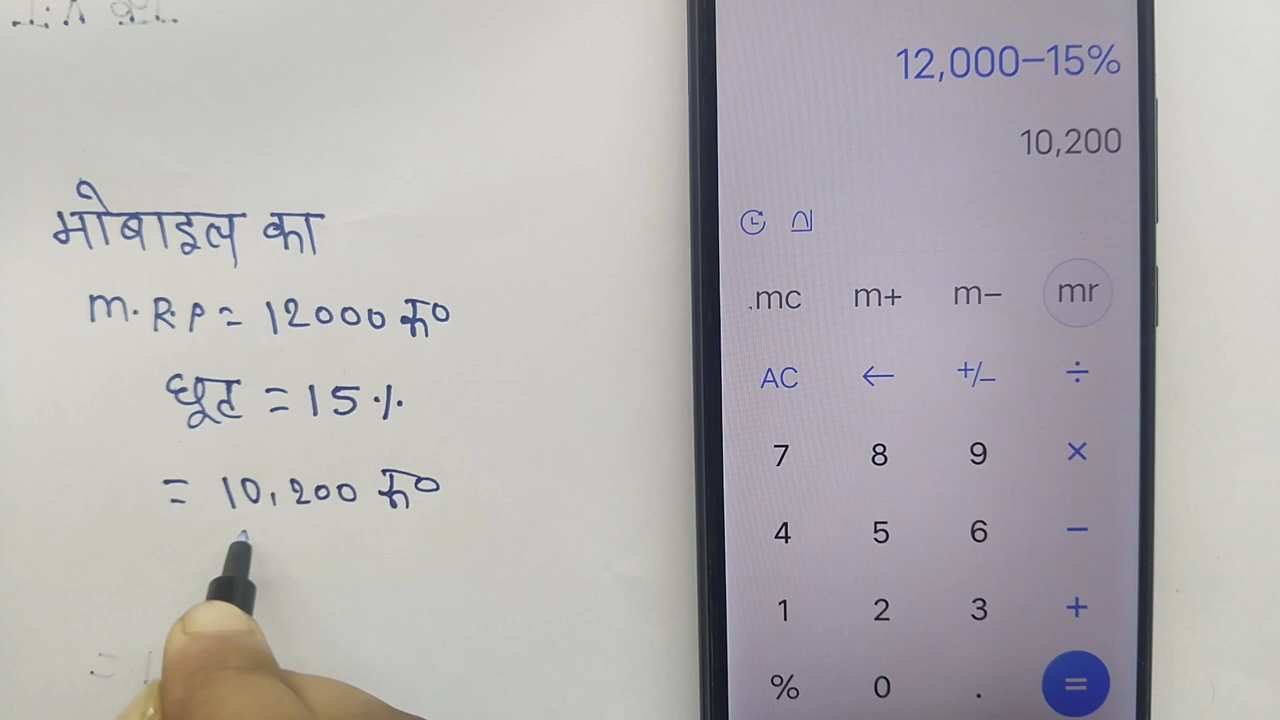 मोबाइल का
M.R.P = 12000 रु०
छूट = 15%
= 10,200 रु०
12,000−15%
10,200
mc m+ m− mr
AC ← +/− ÷
7 8 9 ×
4 5 6 −
1 2 3 +
% 0 . =